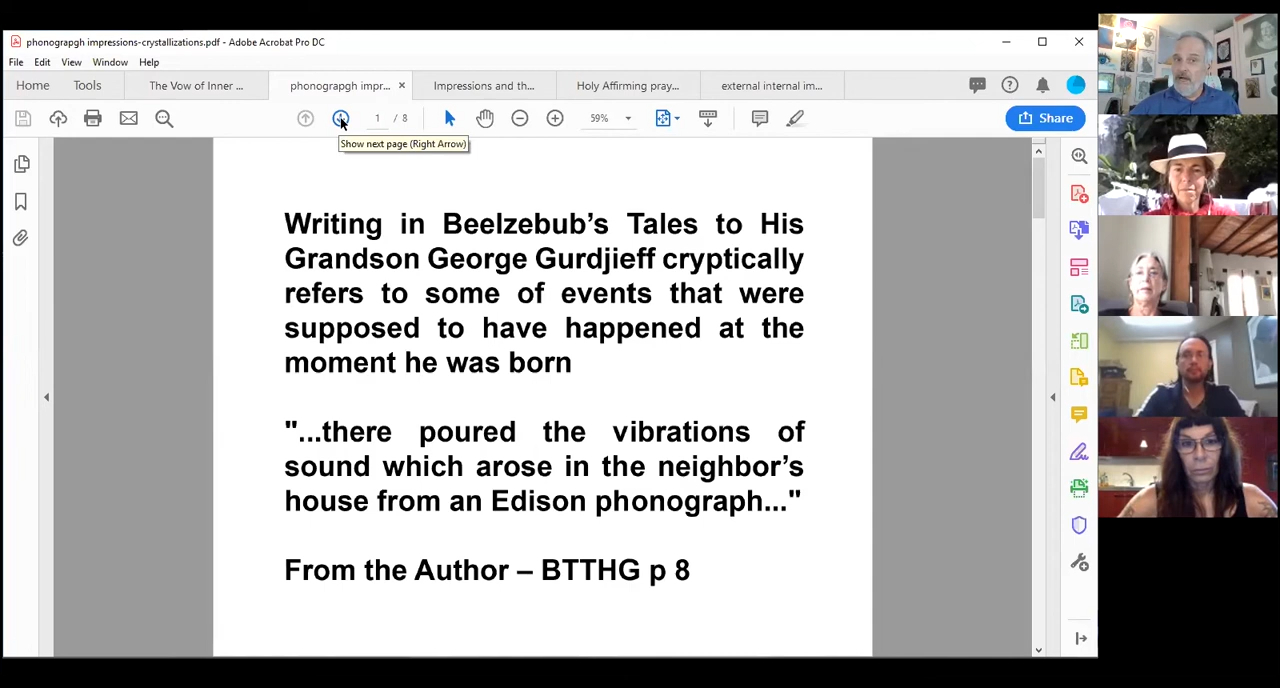 phonograpgh impressions-crystallizations.pdf - Adobe Acrobat Pro DC
File Edit View Window Help
Home Tools The Vow of Inner ... phonograpgh impr... × Impressions and th... Holy Affirming pray... external internal im...
1 / 8 59% Share
Show next page (Right Arrow)
Writing in Beelzebub’s Tales to His
Grandson George Gurdjieff cryptically
refers to some of events that were
supposed to have happened at the
moment he was born
"...there poured the vibrations of
sound which arose in the neighbor’s
house from an Edison phonograph..."
From the Author – BTTHG p 8